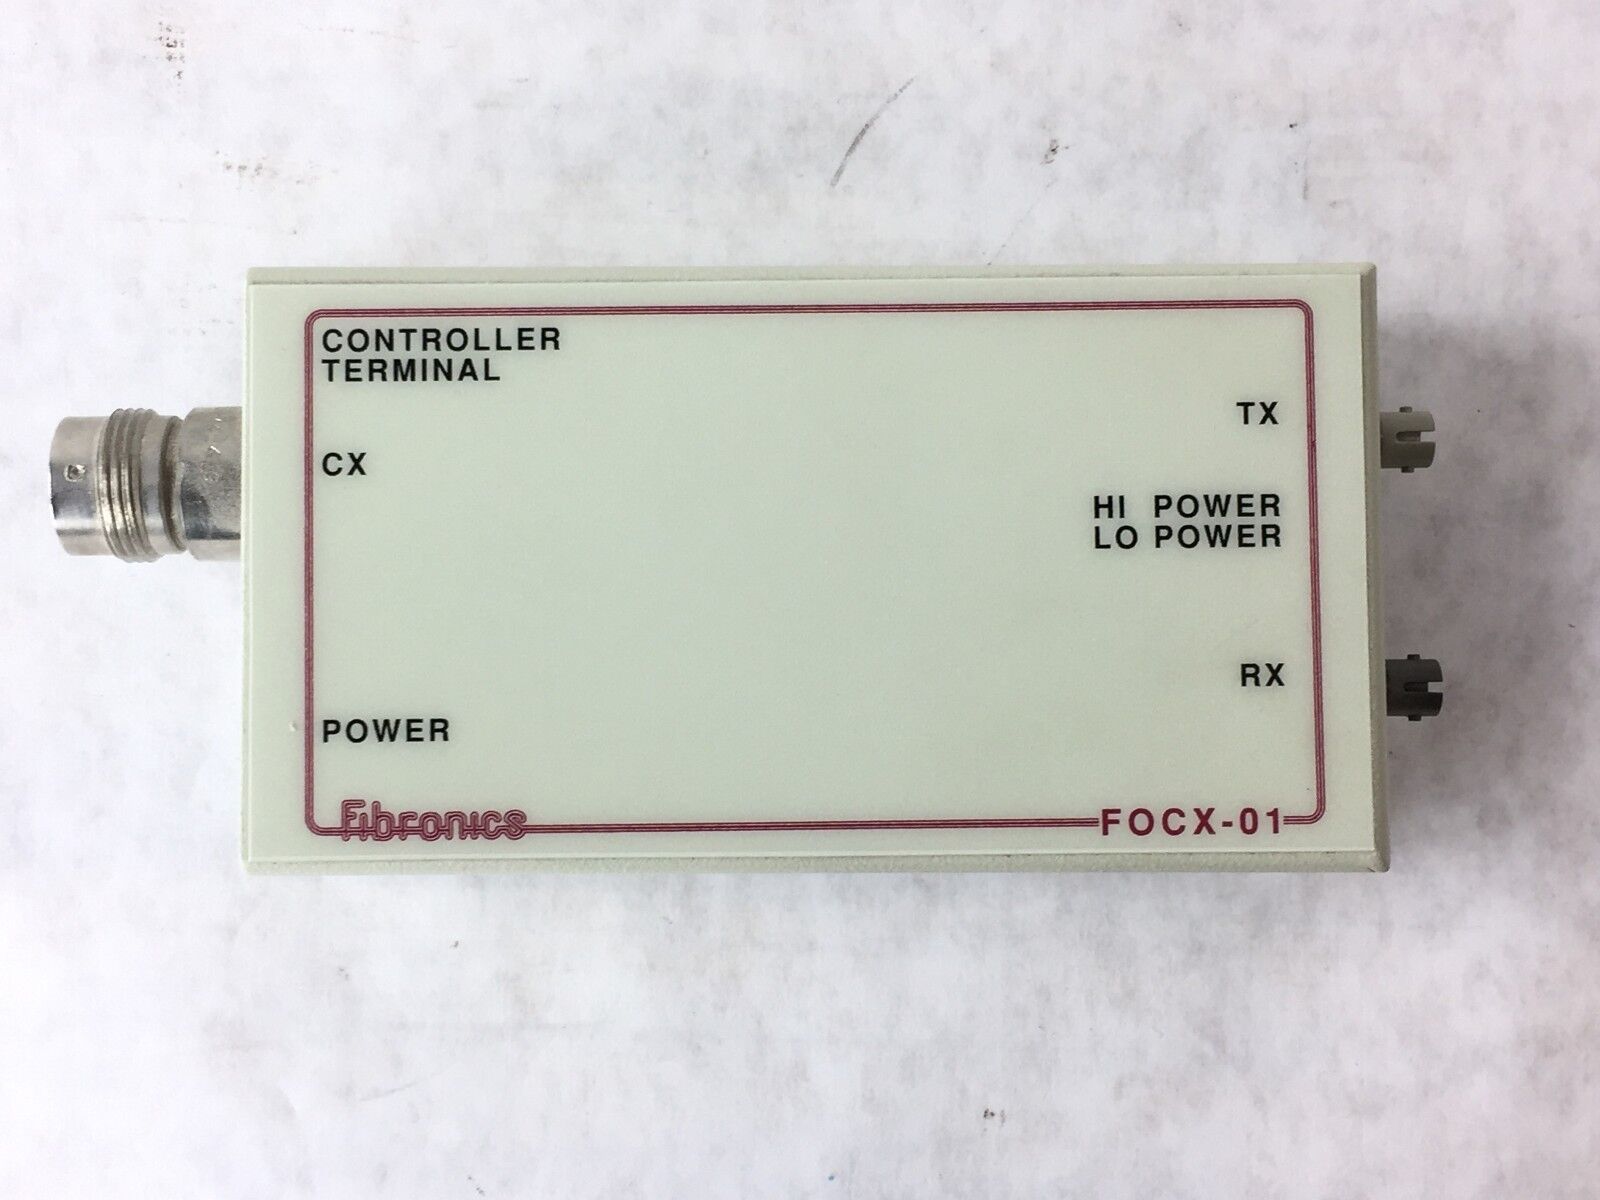 CONTROLLER
TERMINAL
CX
TX
HI POWER
LO POWER
RX
POWER
Fibronics
FOCX-01